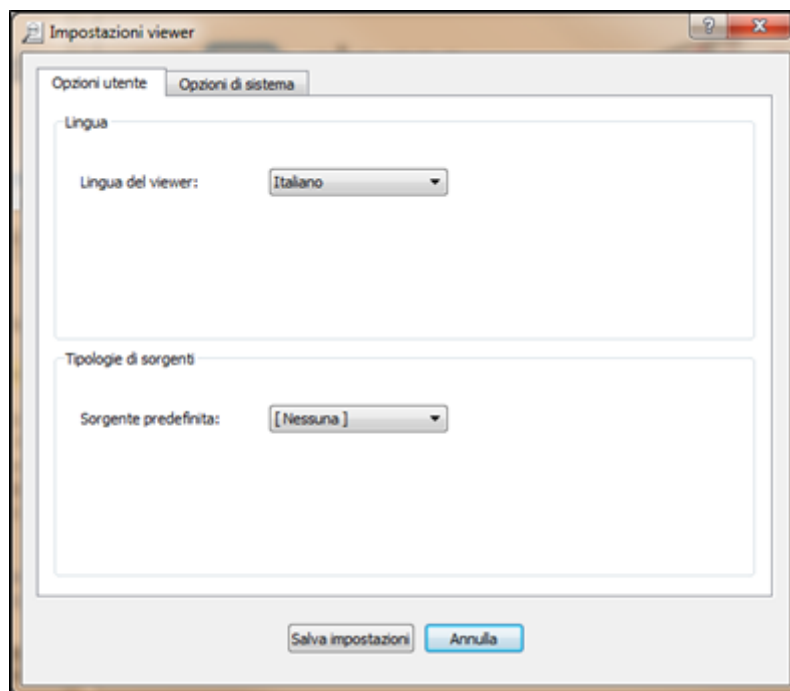 Impostazioni viewer
Opzioni utente Opzioni di sistema
Lingua
Lingua del viewer: Italiano
Tipologie di sorgenti
Sorgente predefinita: [ Nessuna ]
Salva impostazioni Annulla